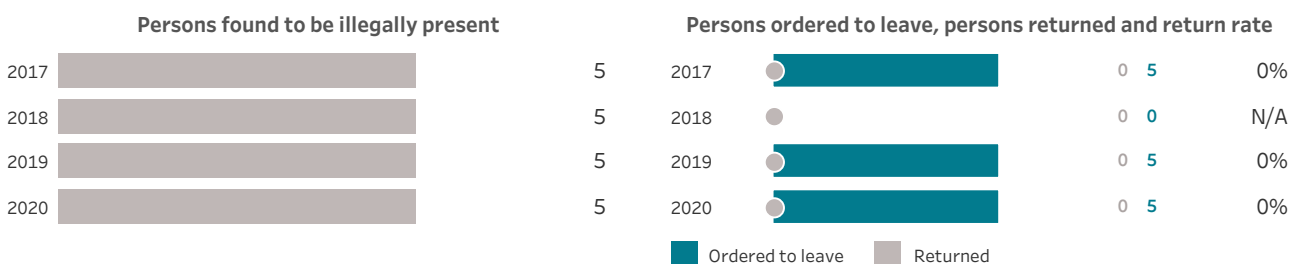 Persons found to be illegally present
2017 5
2018 5
2019 5
2020 5
Persons ordered to leave, persons returned and return rate
2017 0 5 0%
2018 0 0 N/A
2019 0 5 0%
2020 0 5 0%
Ordered to leave Returned